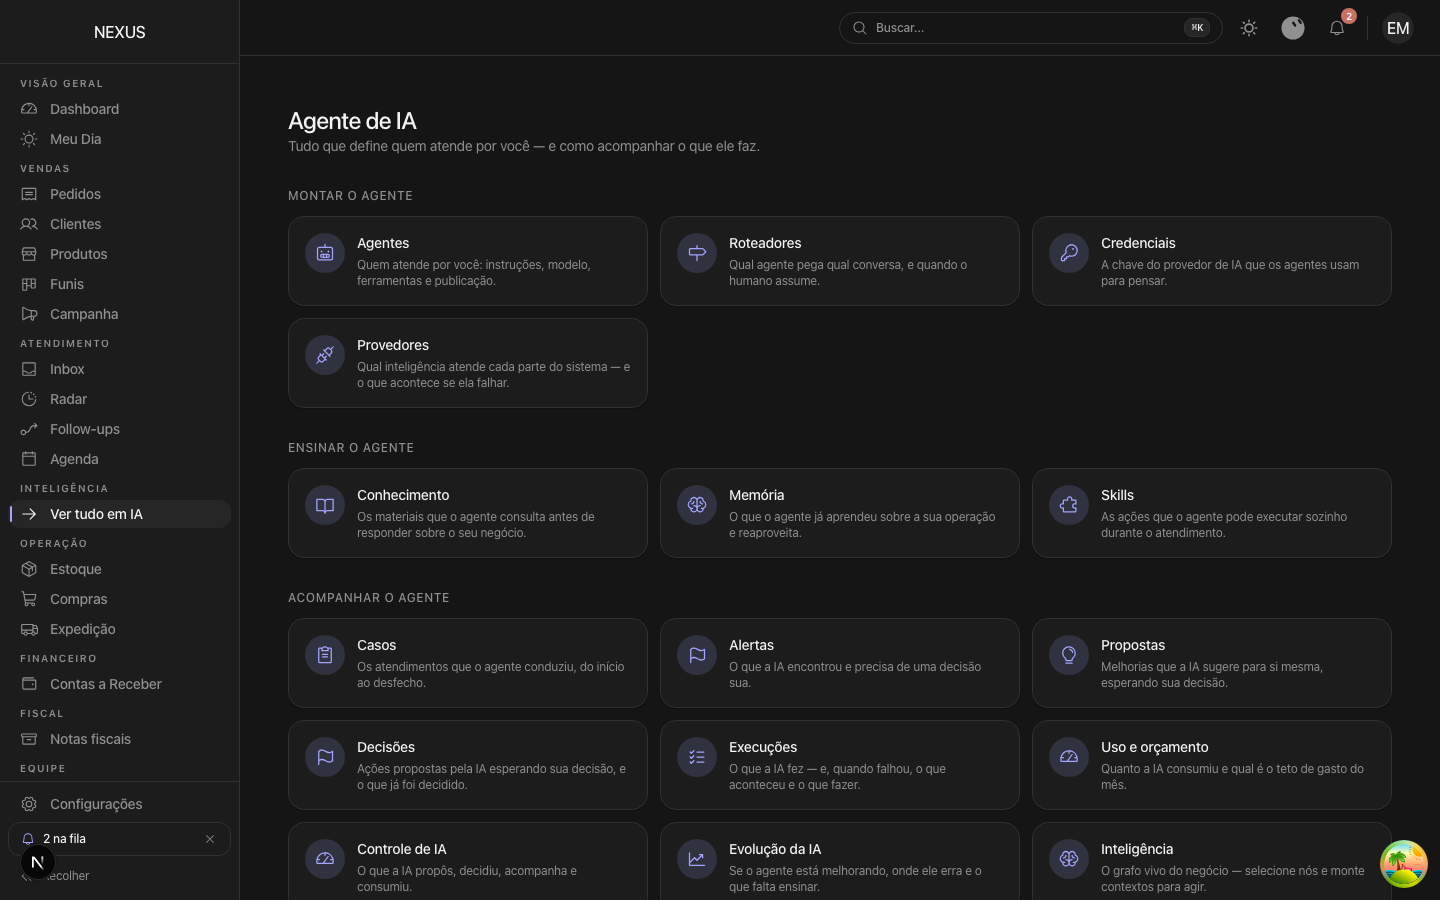 NEXUS
Buscar...
⌘K
2
EM
VISÃO GERAL
Dashboard
Meu Dia
VENDAS
Pedidos
Clientes
Produtos
Funis
Campanha
ATENDIMENTO
Inbox
Radar
Follow-ups
Agenda
INTELIGÊNCIA
Ver tudo em IA
OPERAÇÃO
Estoque
Compras
Expedição
FINANCEIRO
Contas a Receber
FISCAL
Notas fiscais
EQUIPE
Configurações
2 na fila
N
ecolher
Agente de IA
Tudo que define quem atende por você — e como acompanhar o que ele faz.
MONTAR O AGENTE
Agentes
Quem atende por você: instruções, modelo,
ferramentas e publicação.
Roteadores
Qual agente pega qual conversa, e quando o
humano assume.
Credenciais
A chave do provedor de IA que os agentes usam
para pensar.
Provedores
Qual inteligência atende cada parte do sistema — e
o que acontece se ela falhar.
ENSINAR O AGENTE
Conhecimento
Os materiais que o agente consulta antes de
responder sobre o seu negócio.
Memória
O que o agente já aprendeu sobre a sua operação
e reaproveita.
Skills
As ações que o agente pode executar sozinho
durante o atendimento.
ACOMPANHAR O AGENTE
Casos
Os atendimentos que o agente conduziu, do início
ao desfecho.
Alertas
O que a IA encontrou e precisa de uma decisão
sua.
Propostas
Melhorias que a IA sugere para si mesma,
esperando sua decisão.
Decisões
Ações propostas pela IA esperando sua decisão, e
o que já foi decidido.
Execuções
O que a IA fez — e, quando falhou, o que
aconteceu e o que fazer.
Uso e orçamento
Quanto a IA consumiu e qual é o teto de gasto do
mês.
Controle de IA
O que a IA propôs, decidiu, acompanha e
consumiu.
Evolução da IA
Se o agente está melhorando, onde ele erra e o
que falta ensinar.
Inteligência
O grafo vivo do negócio — selecione nós e monte
contextos para agir.